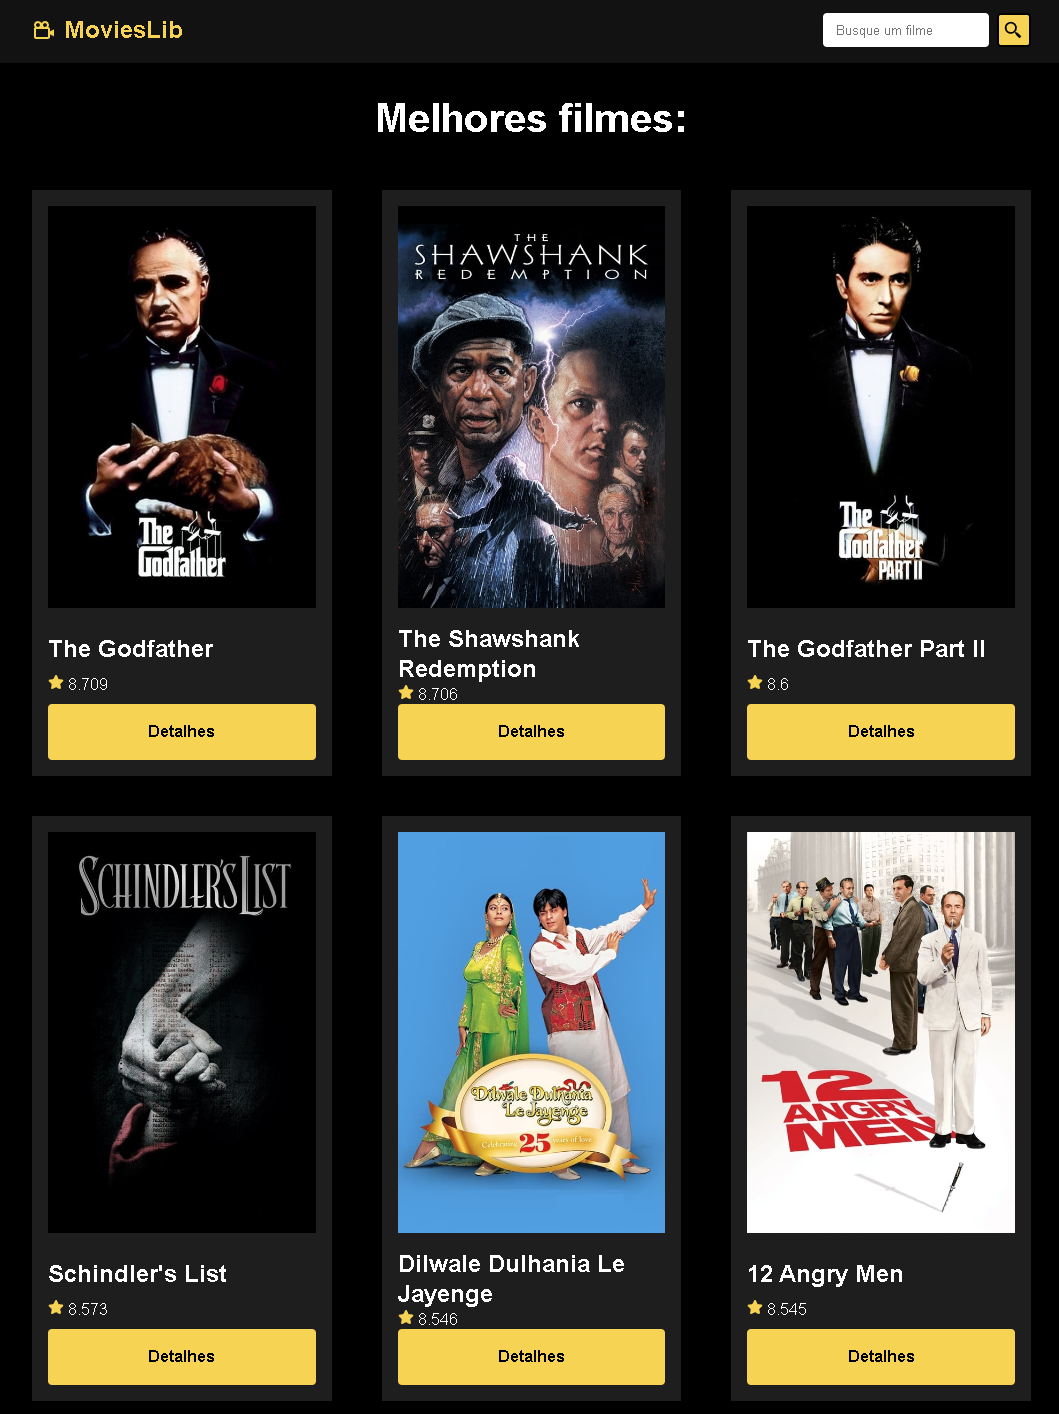 MoviesLib
Busque um filme
Melhores filmes:
The
Godfather
THE
SHAWSHANK
REDEMPTION
The
Godfather
PART II
The Godfather
8.709
Detalhes
The Shawshank
Redemption
8.706
Detalhes
The Godfather Part II
8.6
Detalhes
SCHINDLER'S LIST
Dilwale Dulhania
Le Jayenge
Celebrating 25 years of love
12
ANGRY
MEN
Schindler's List
8.573
Detalhes
Dilwale Dulhania Le
Jayenge
8.546
Detalhes
12 Angry Men
8.545
Detalhes